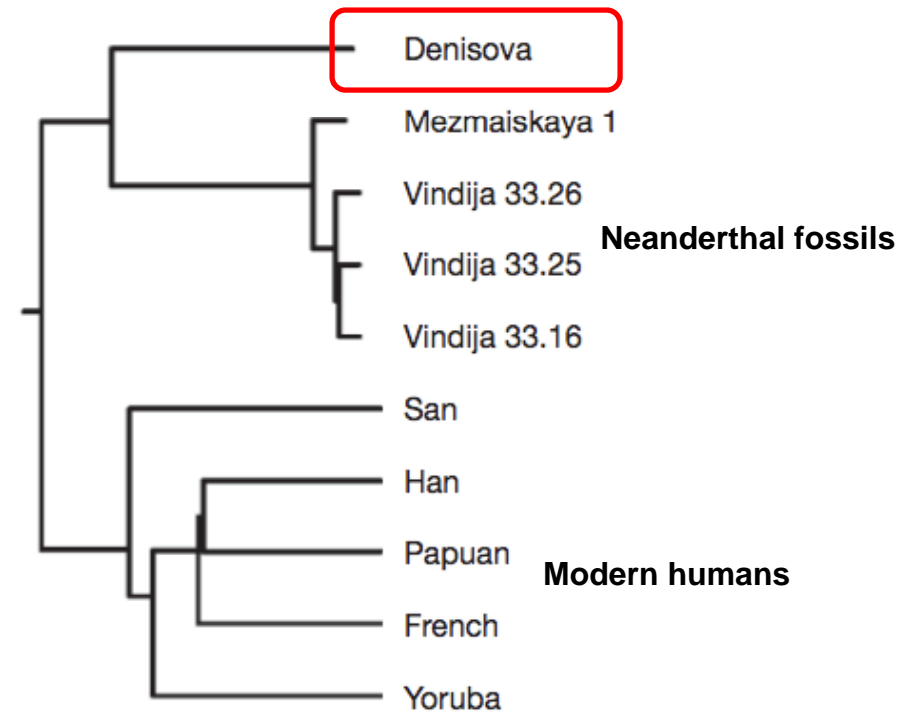 Denisova
Mezmaiskaya 1
Vindija 33.26
Neanderthal fossils
Vindija 33.25
Vindija 33.16
San
Han
Papuan
Modern humans
French
Yoruba